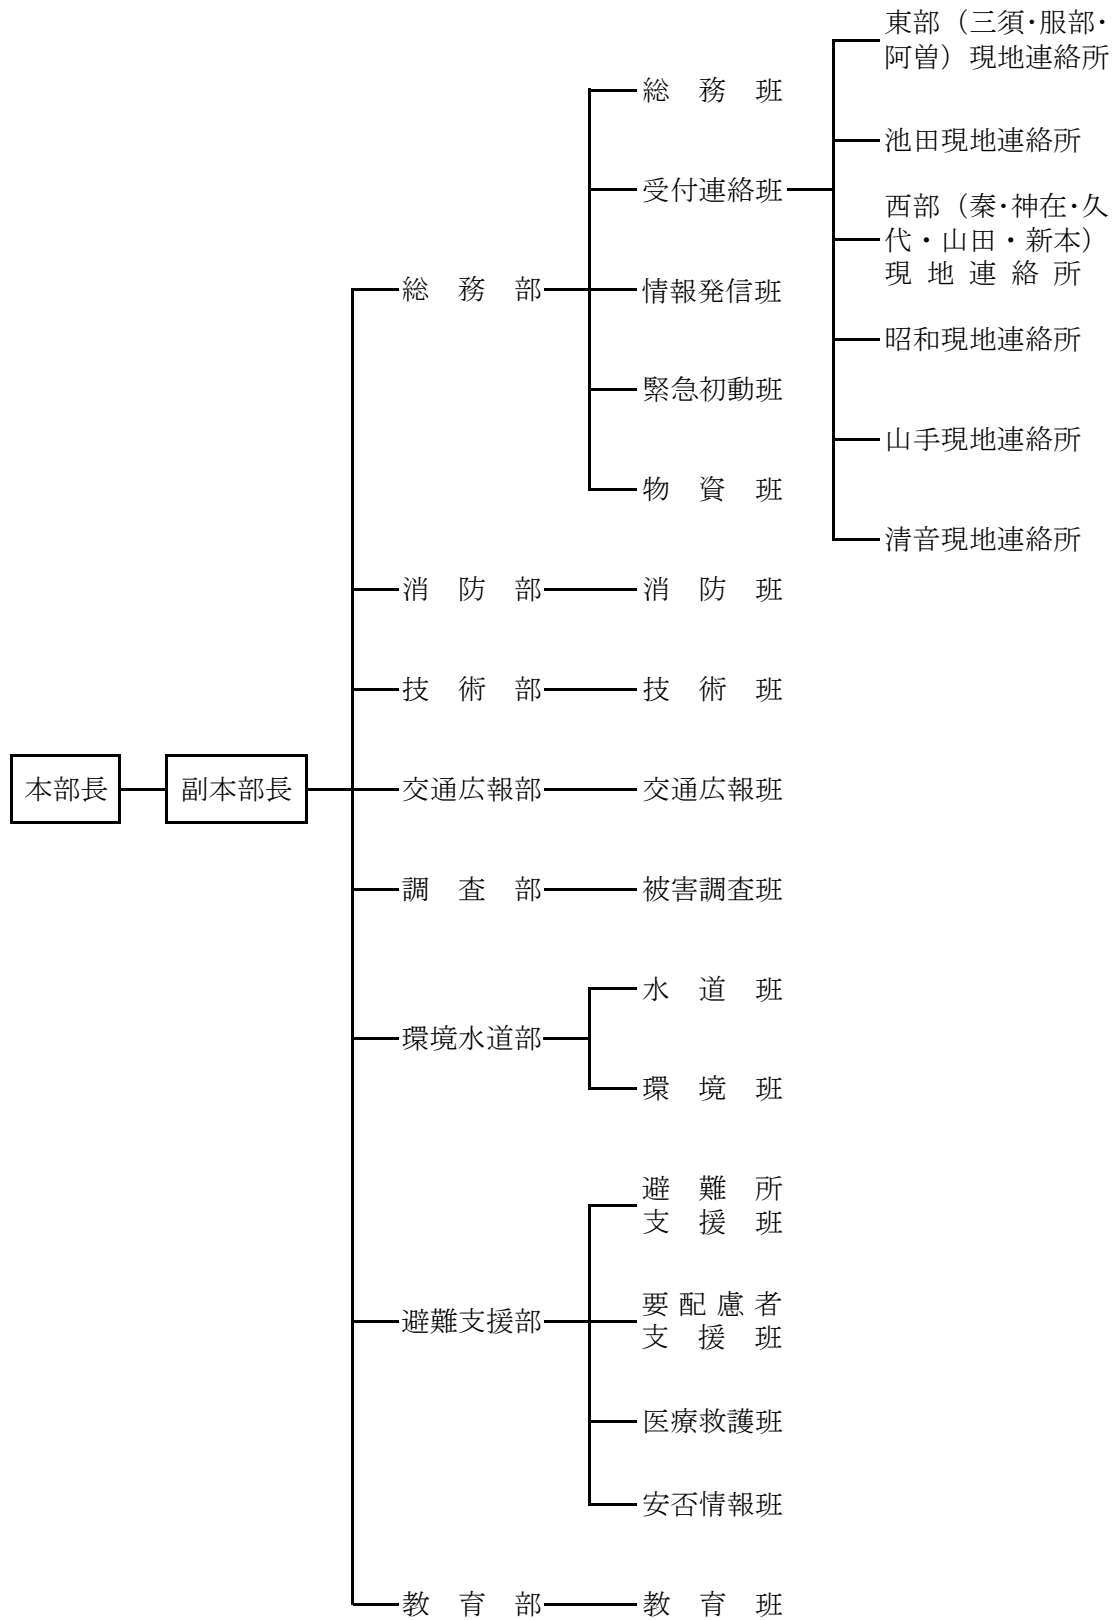 本部長
副本部長
総務部
総務班
受付連絡班
東部（三須・服部・
阿曽）現地連絡所
池田現地連絡所
西部（秦・神在・久
代・山田・新本）
現地連絡所
昭和現地連絡所
山手現地連絡所
清音現地連絡所
情報発信班
緊急初動班
物資班
消防部
消防班
技術部
技術班
交通広報部
交通広報班
調査部
被害調査班
環境水道部
水道班
環境班
避難支援部
避難所
支援班
要配慮者
支援班
医療救護班
安否情報班
教育部
教育班